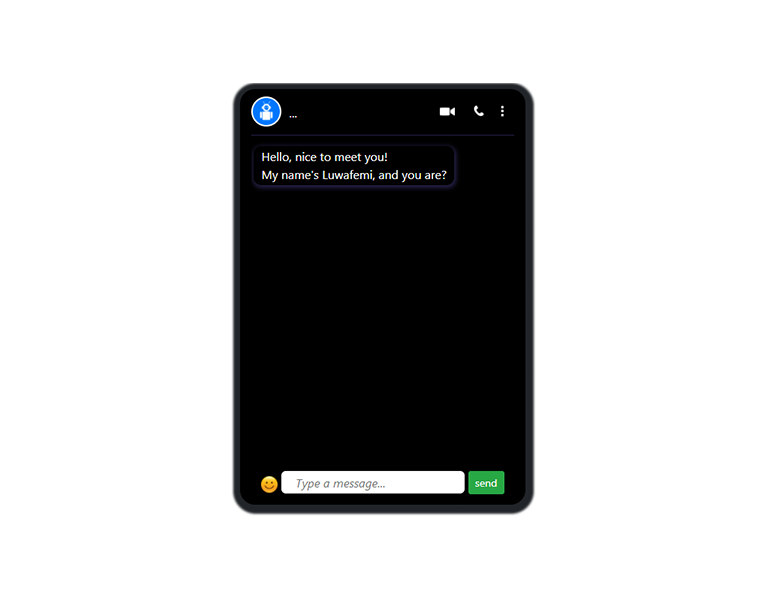 ...
Hello, nice to meet you!
My name's Luwafemi, and you are?
Type a message...
send